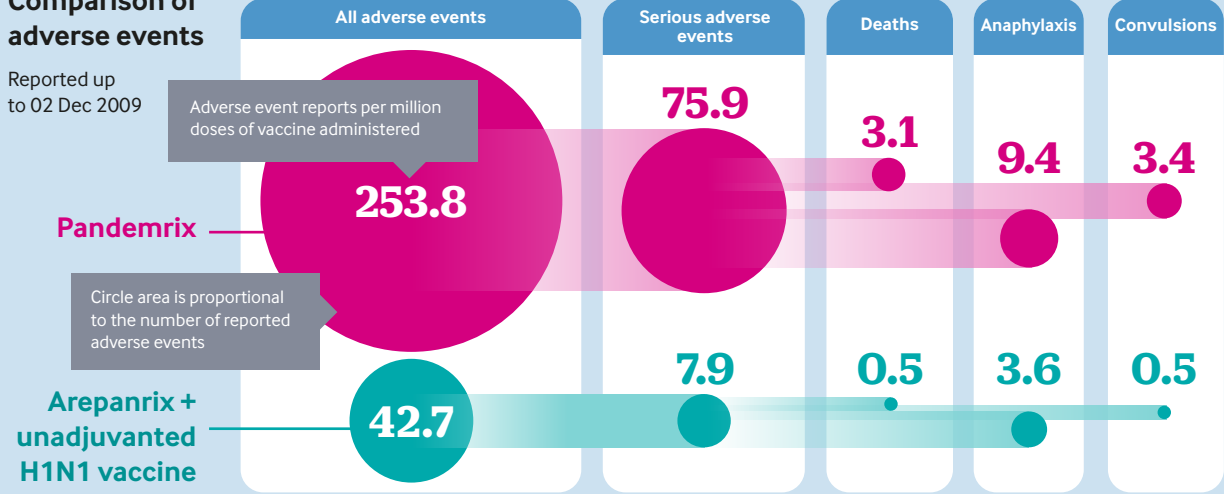 Comparison of
adverse events
Reported up
to 02 Dec 2009
All adverse events
Serious adverse
events
Deaths
Anaphylaxis
Convulsions
Adverse event reports per million
doses of vaccine administered
Pandemrix
253.8
75.9
3.1
9.4
3.4
Circle area is proportional
to the number of reported
adverse events
Arepanrix +
unadjuvanted
H1N1 vaccine
42.7
7.9
0.5
3.6
0.5